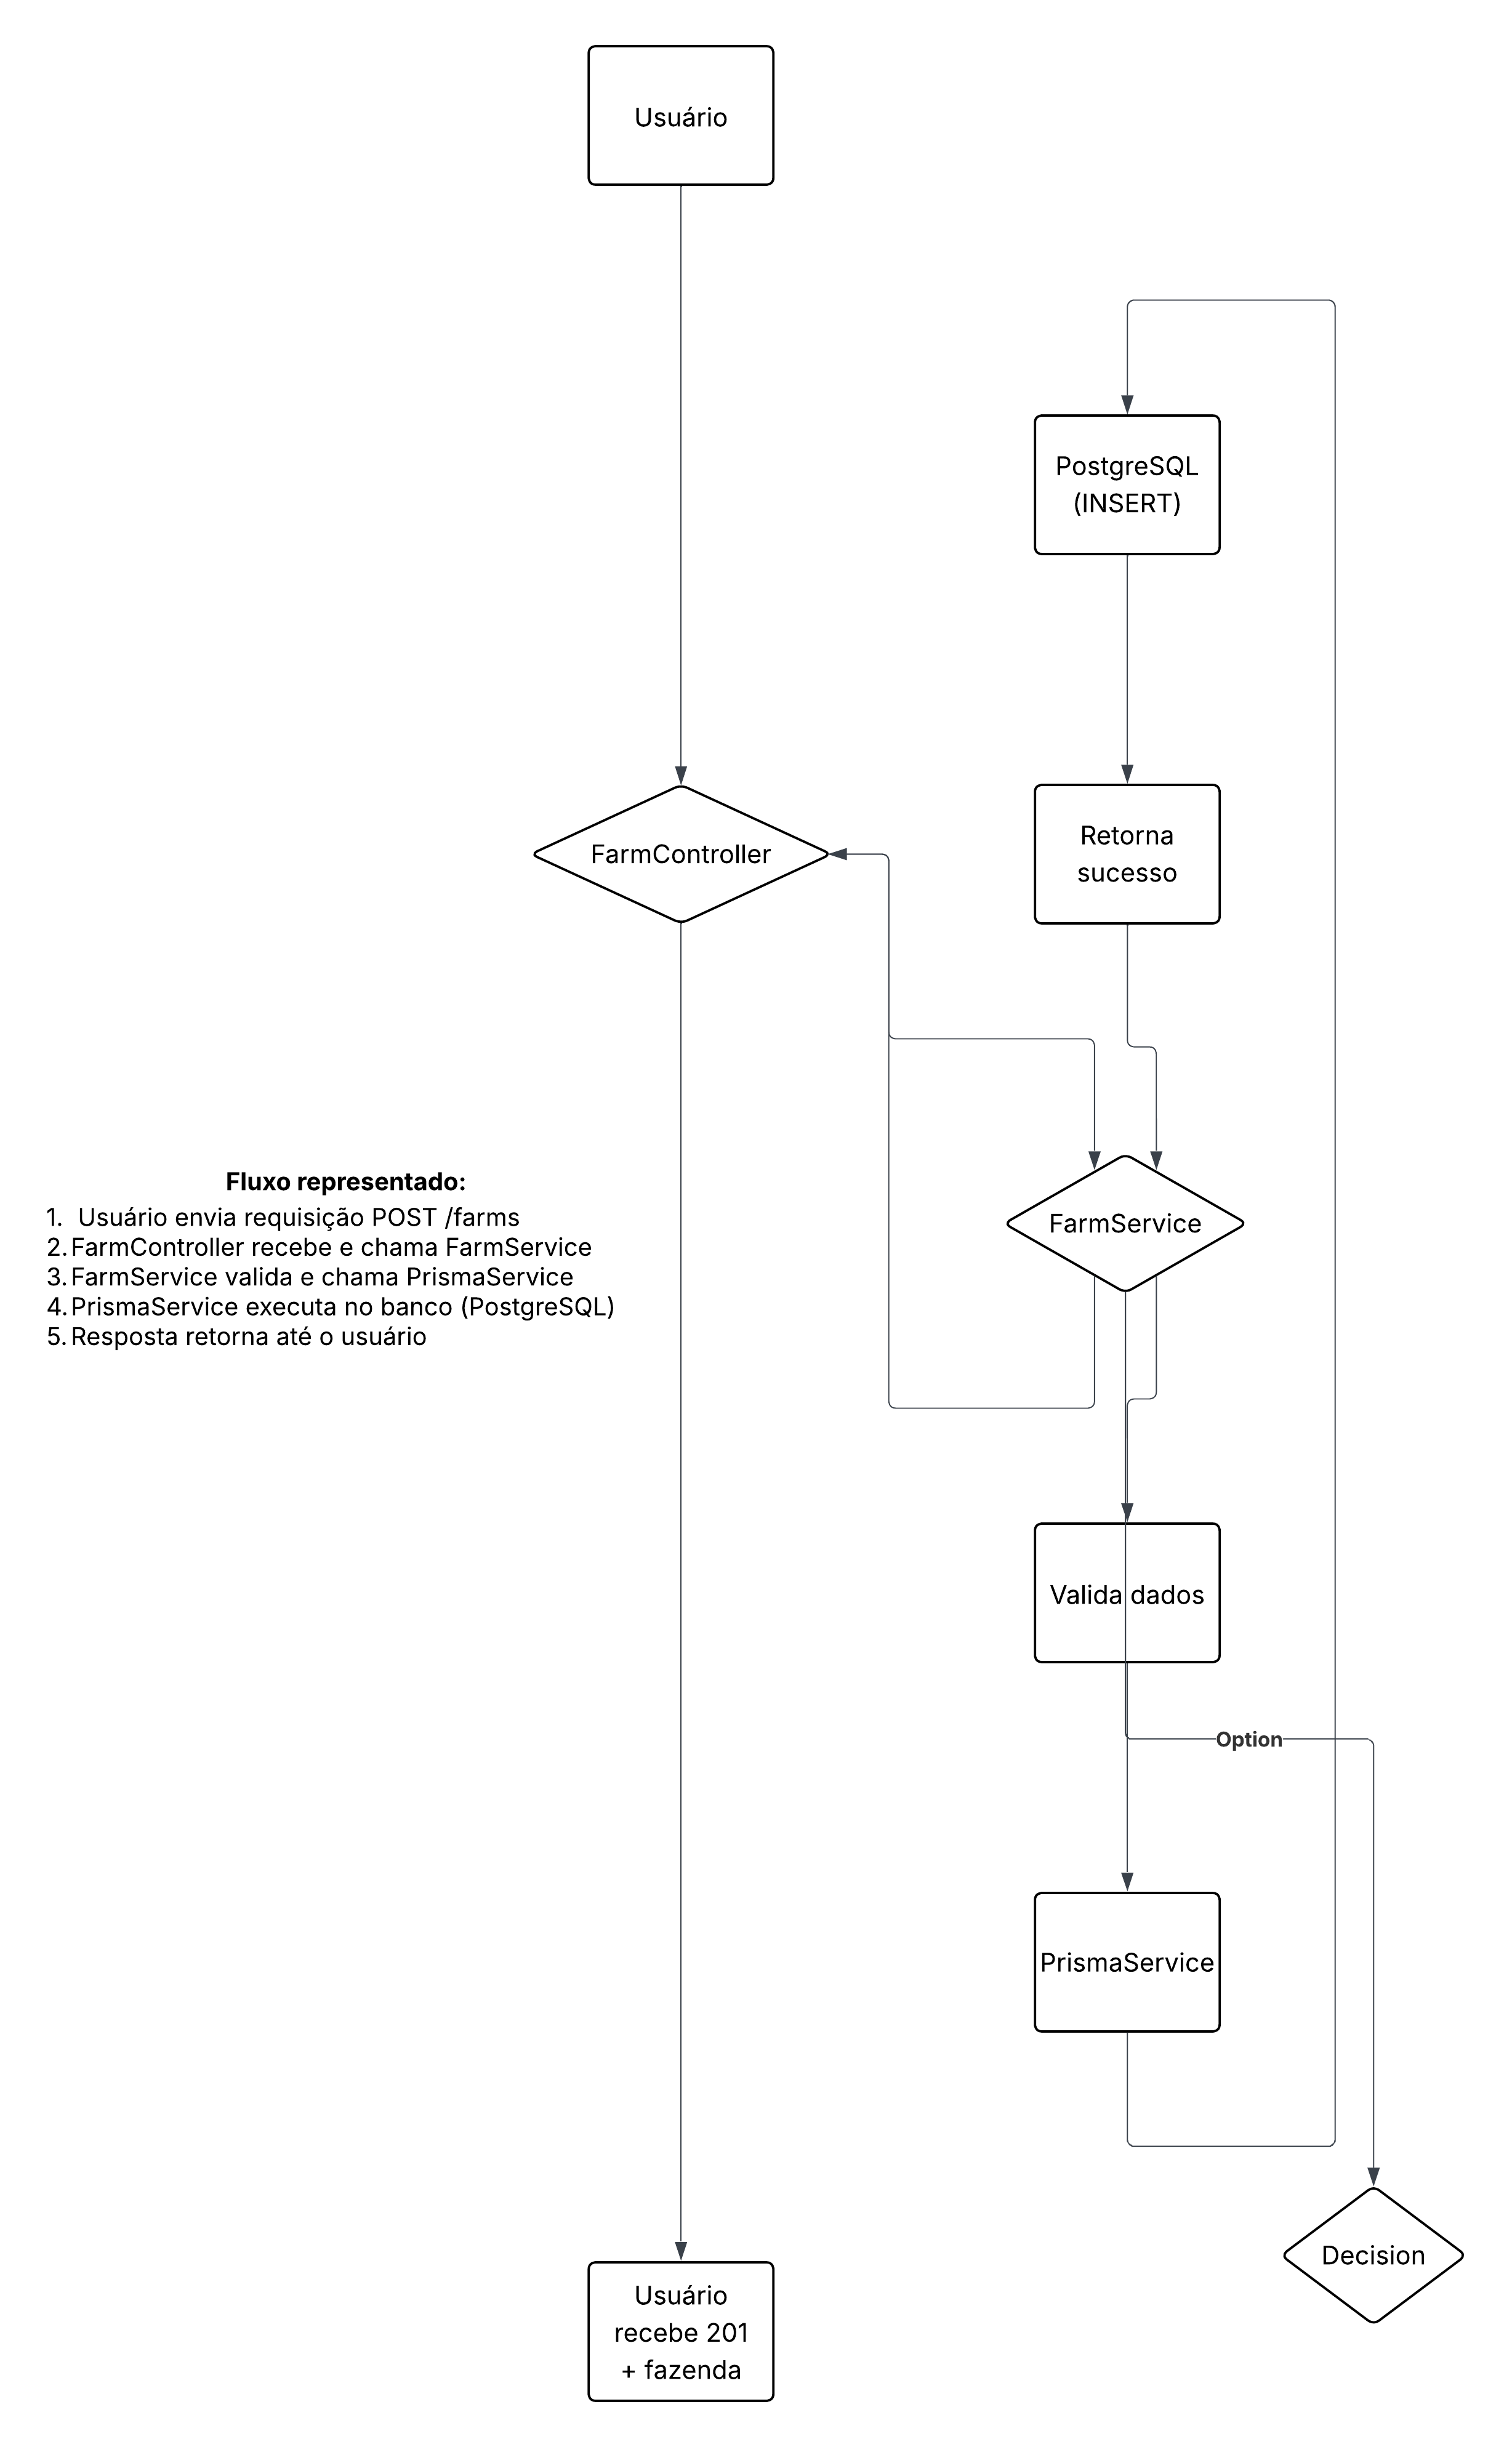 Usuário
PostgreSQL
(INSERT)
Retorna
sucesso
FarmController
Fluxo representado:
1. Usuário envia requisição POST /farms
2. FarmController recebe e chama FarmService
3. FarmService valida e chama PrismaService
4. PrismaService executa no banco (PostgreSQL)
5. Resposta retorna até o usuário
FarmService
Valida dados
Option
PrismaService
Decision
Usuário
recebe 201
+ fazenda